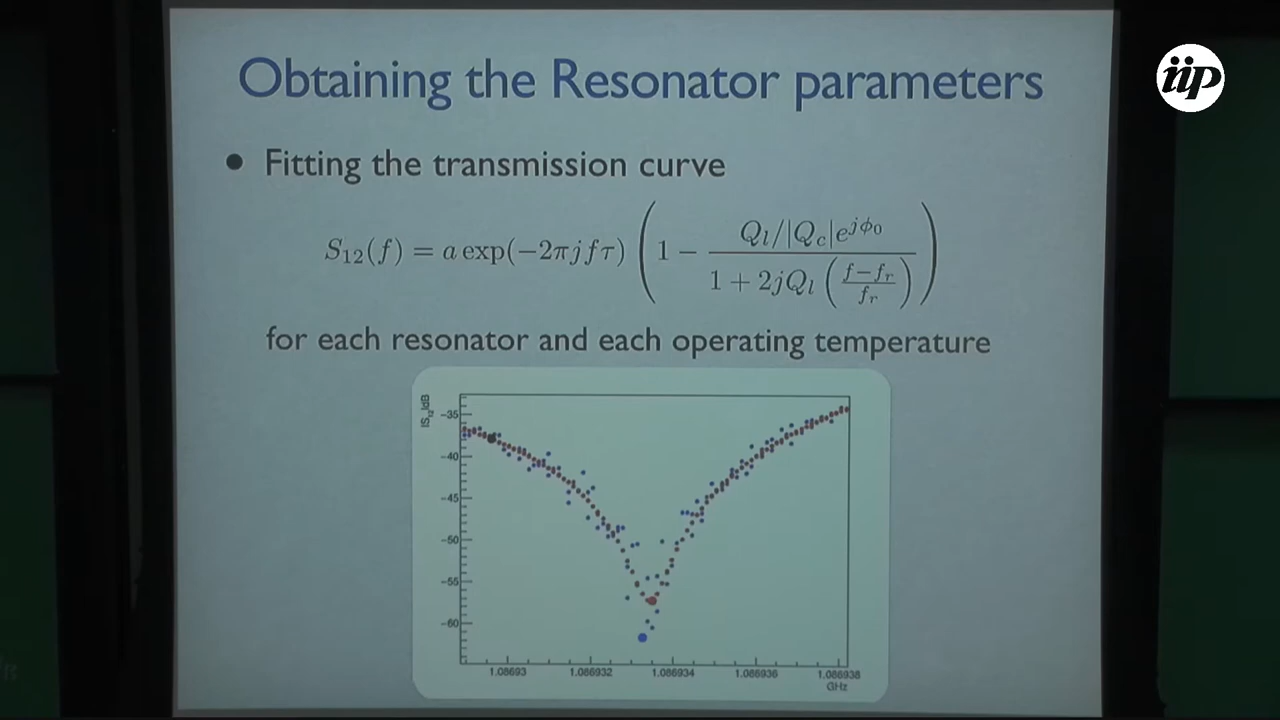 iip
Obtaining the Resonator parameters
• Fitting the transmission curve
S₁₂(f) = a exp(−2πjfτ) (1 − (Qₗ/|Q꜀|e^{jϕ₀}) / (1 + 2jQₗ ((f−fᵣ)/fᵣ)))
for each resonator and each operating temperature
|S₁₂|dB
−35
−40
−45
−50
−55
−60
1.08693 1.086932 1.086934 1.086936 1.086938
GHz